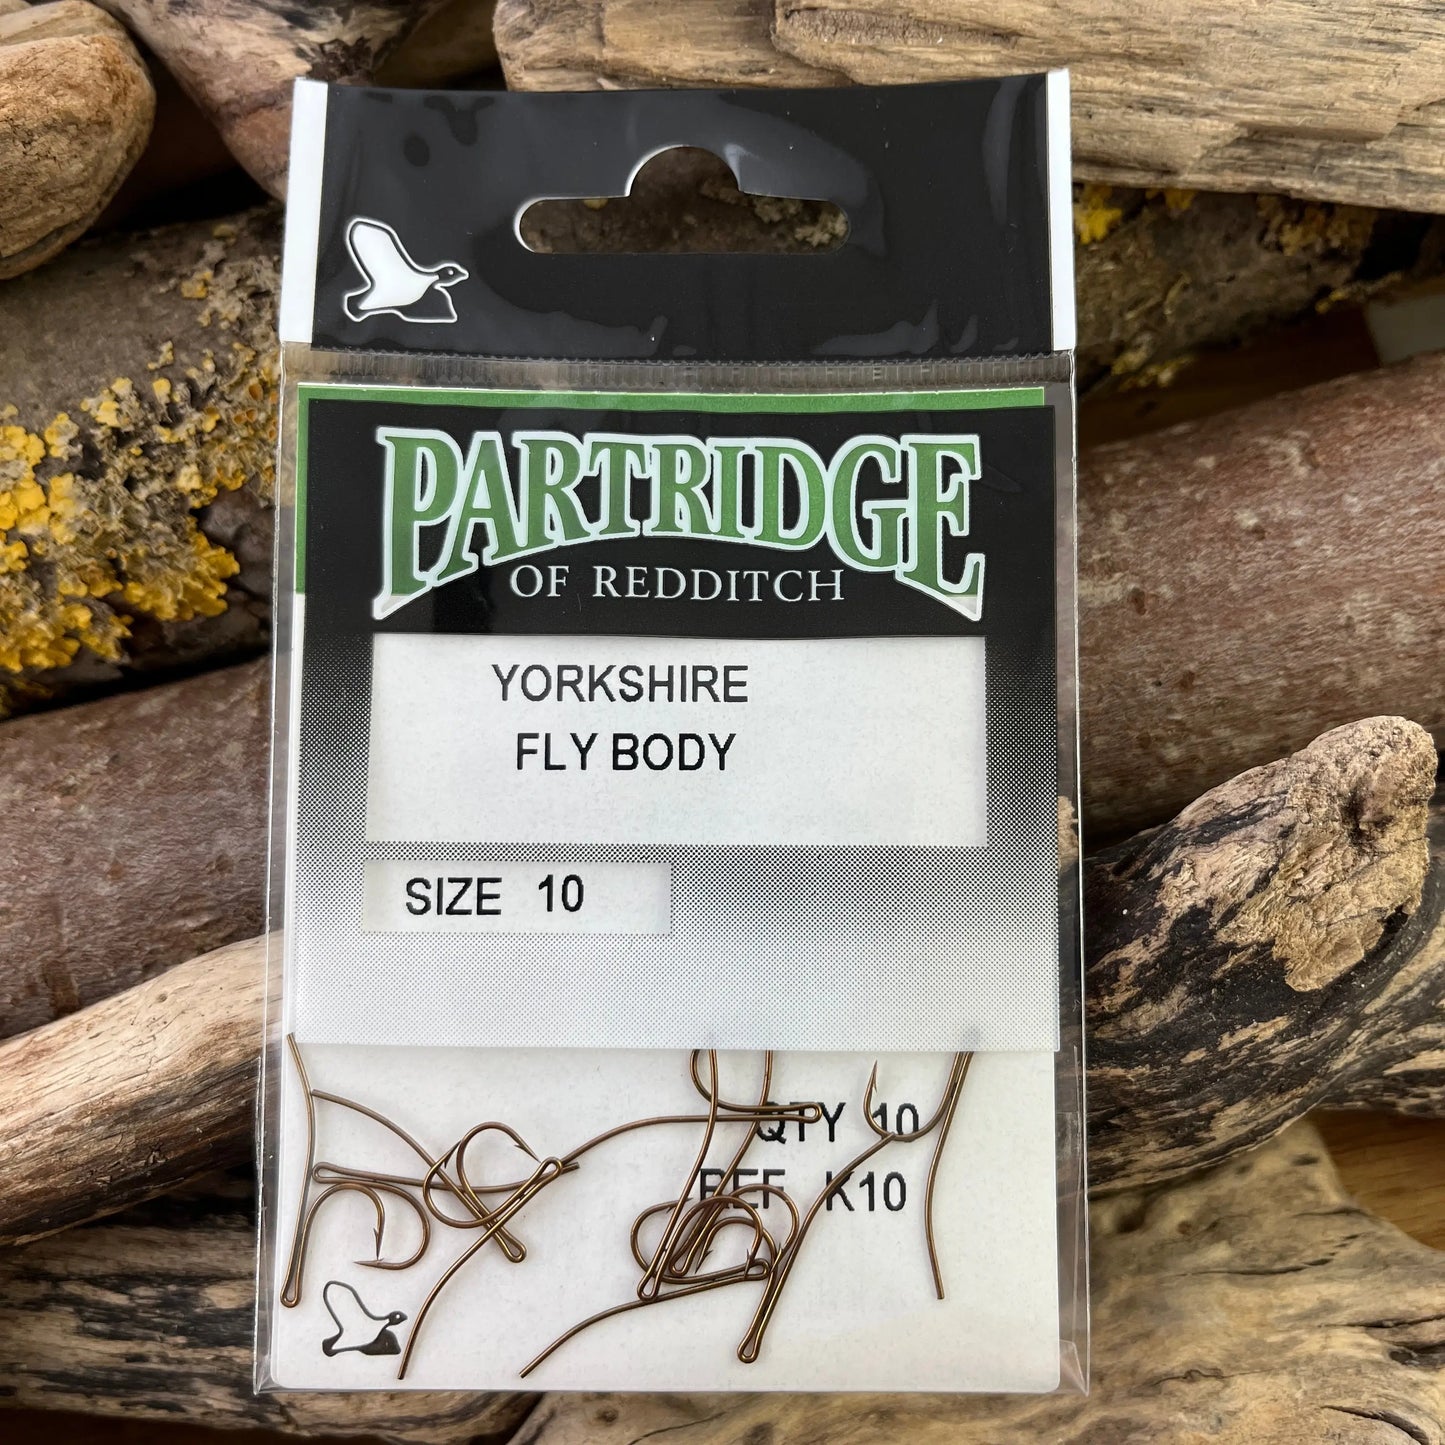 PARTRIDGE
OF REDDITCH
YORKSHIRE
FLY BODY
SIZE 10
QTY 10
REF K10